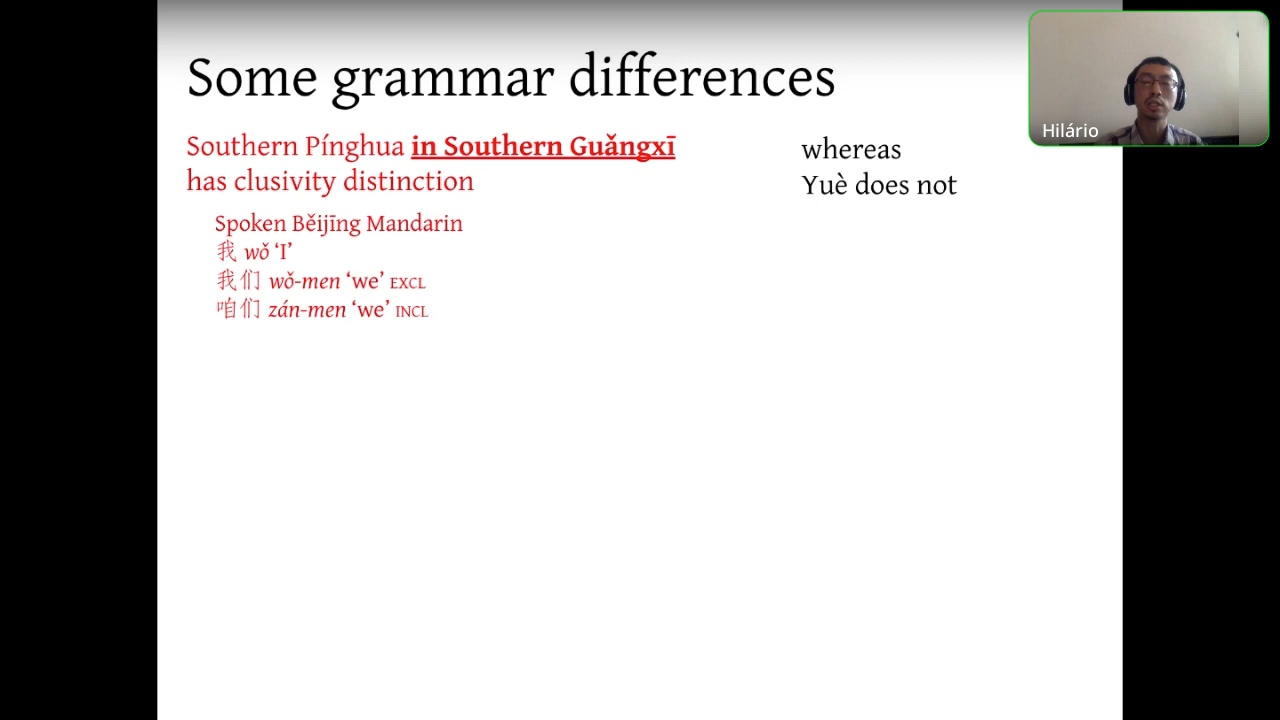 Some grammar differences
Southern Pínghua in Southern Guǎngxī
has clusivity distinction
Spoken Běijīng Mandarin
我 wǒ ‘I’
我们 wǒ-men ‘we’ EXCL
咱们 zán-men ‘we’ INCL
whereas
Yuè does not
Hilário